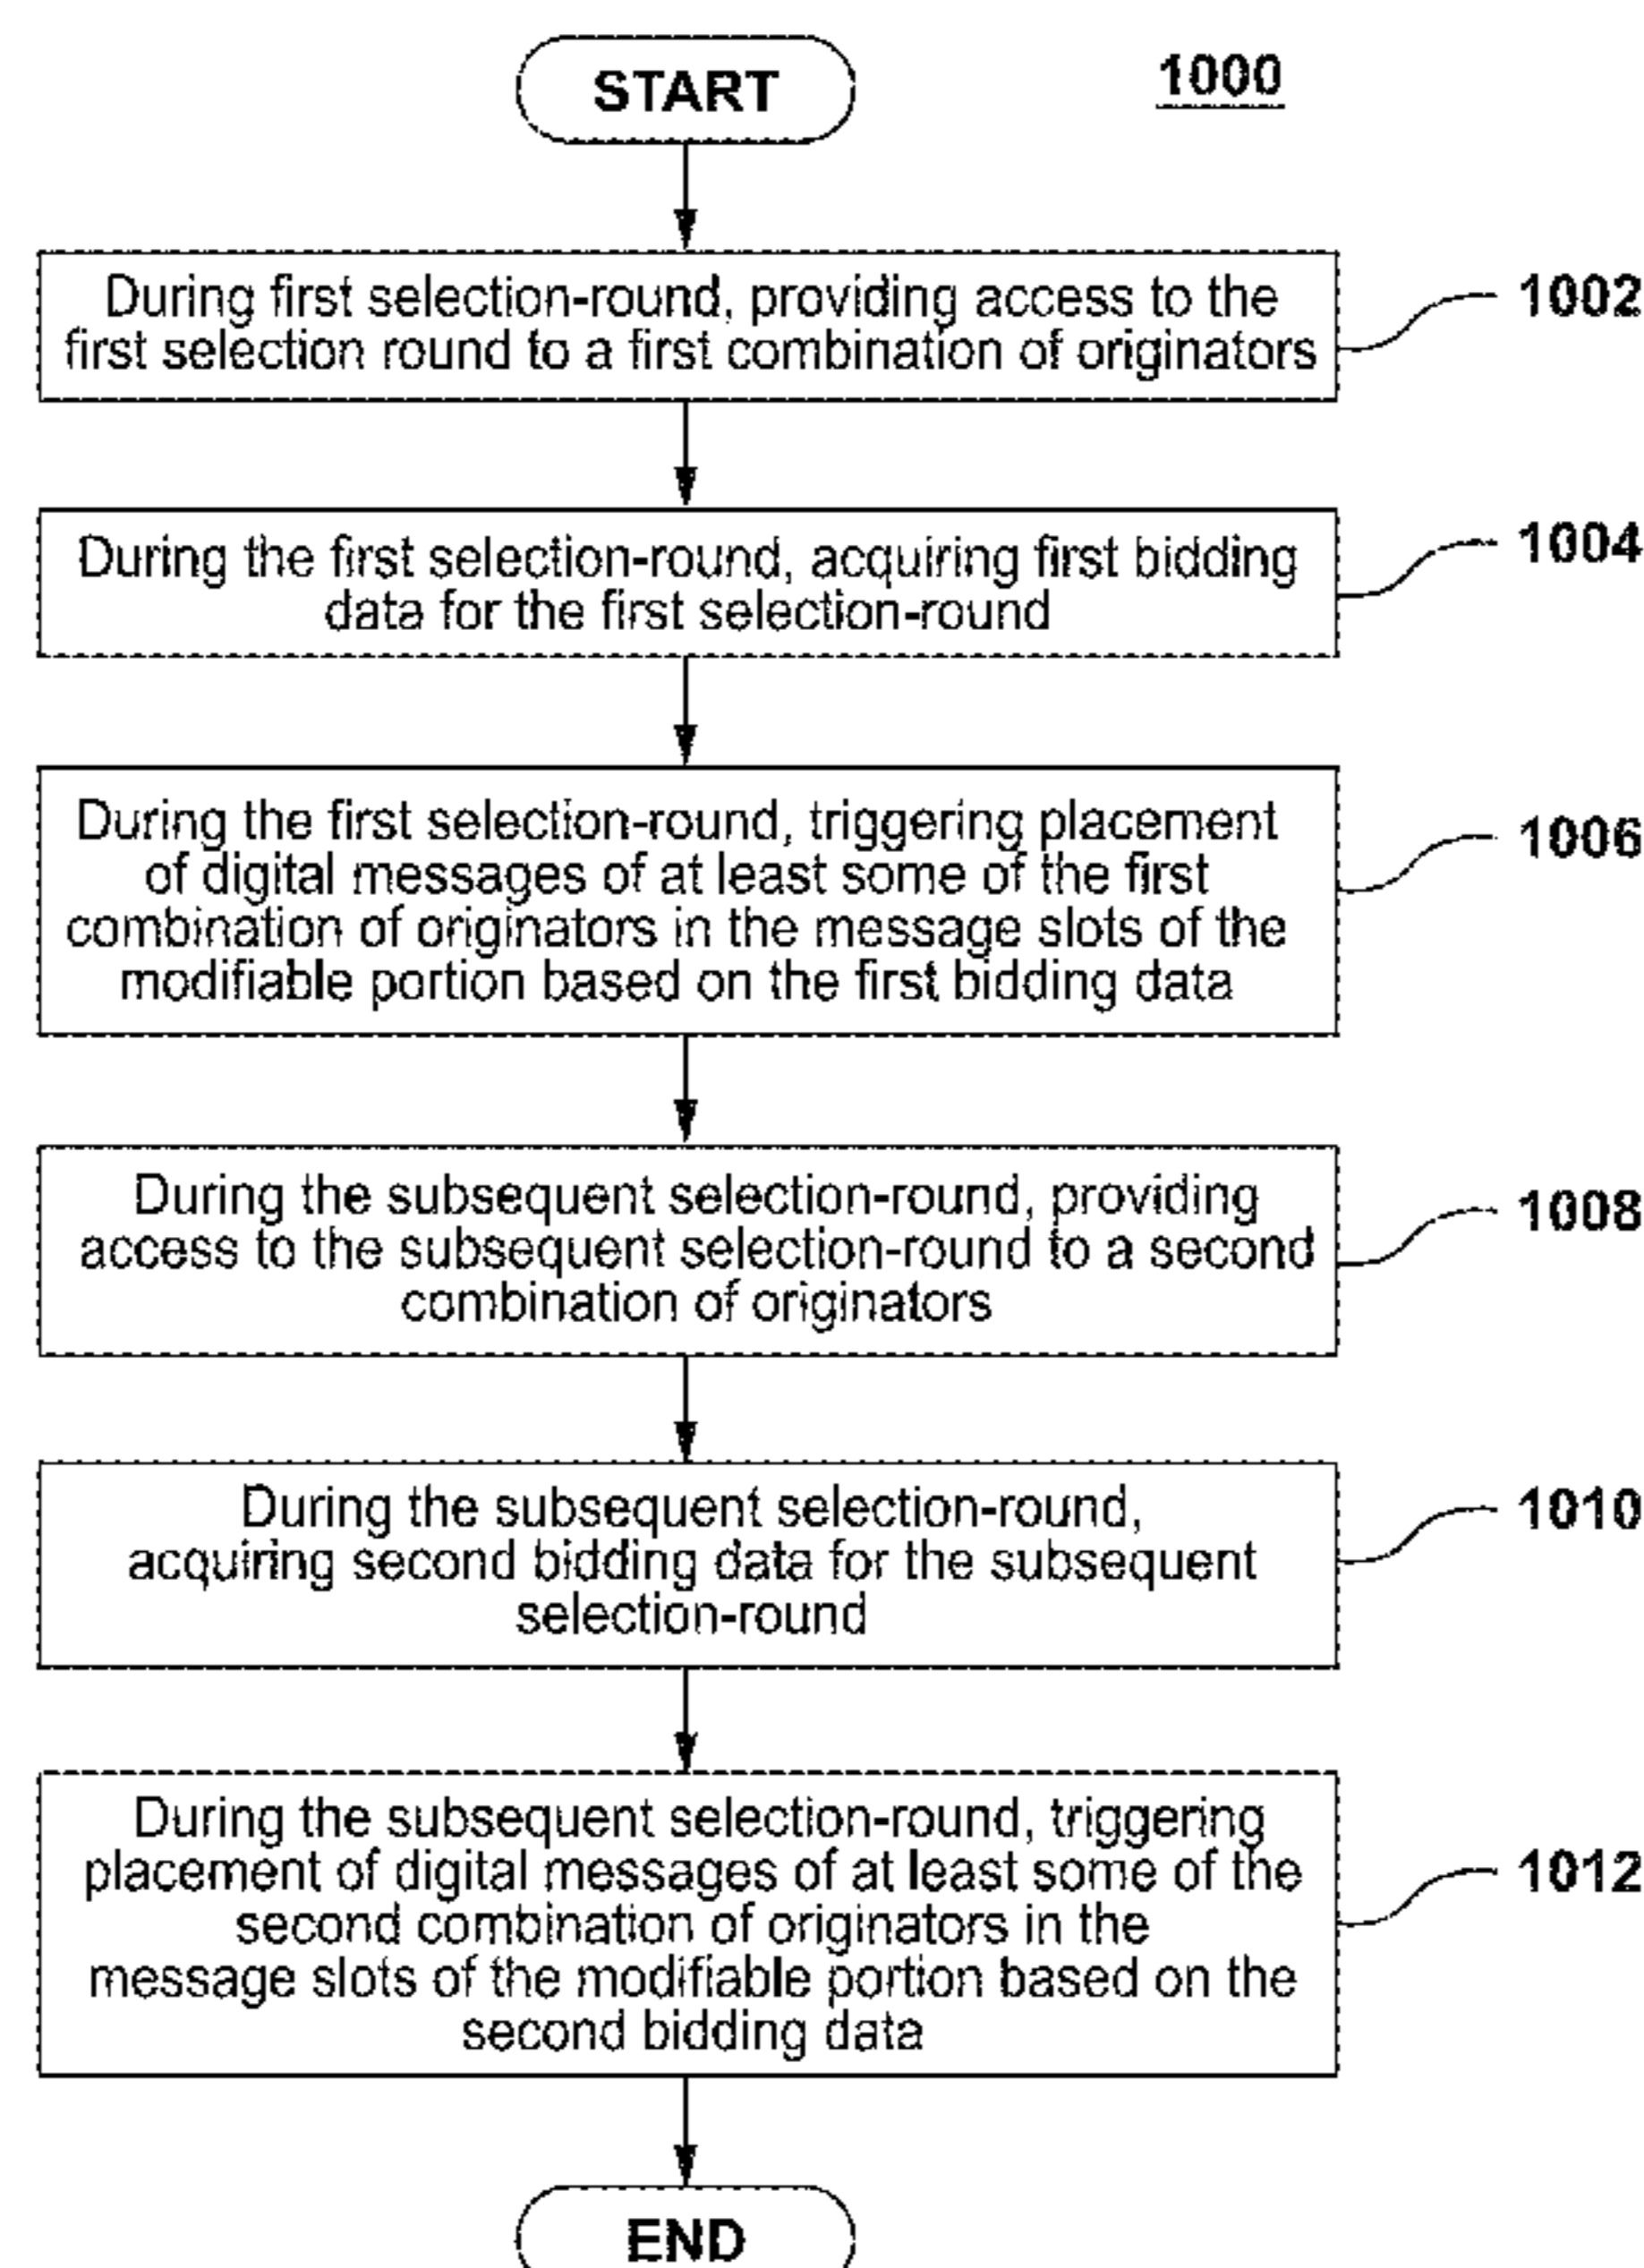 START
1000
During first selection-round, providing access to the
first selection round to a first combination of originators
1002
During the first selection-round, acquiring first bidding
data for the first selection-round
1004
During the first selection-round, triggering placement
of digital messages of at least some of the first
combination of originators in the message slots of the
modifiable portion based on the first bidding data
1006
During the subsequent selection-round, providing
access to the subsequent selection-round to a second
combination of originators
1008
During the subsequent selection-round,
acquiring second bidding data for the subsequent
selection-round
1010
During the subsequent selection-round, triggering
placement of digital messages of at least some of the
second combination of originators in the
message slots of the modifiable portion based on the
second bidding data
1012
END